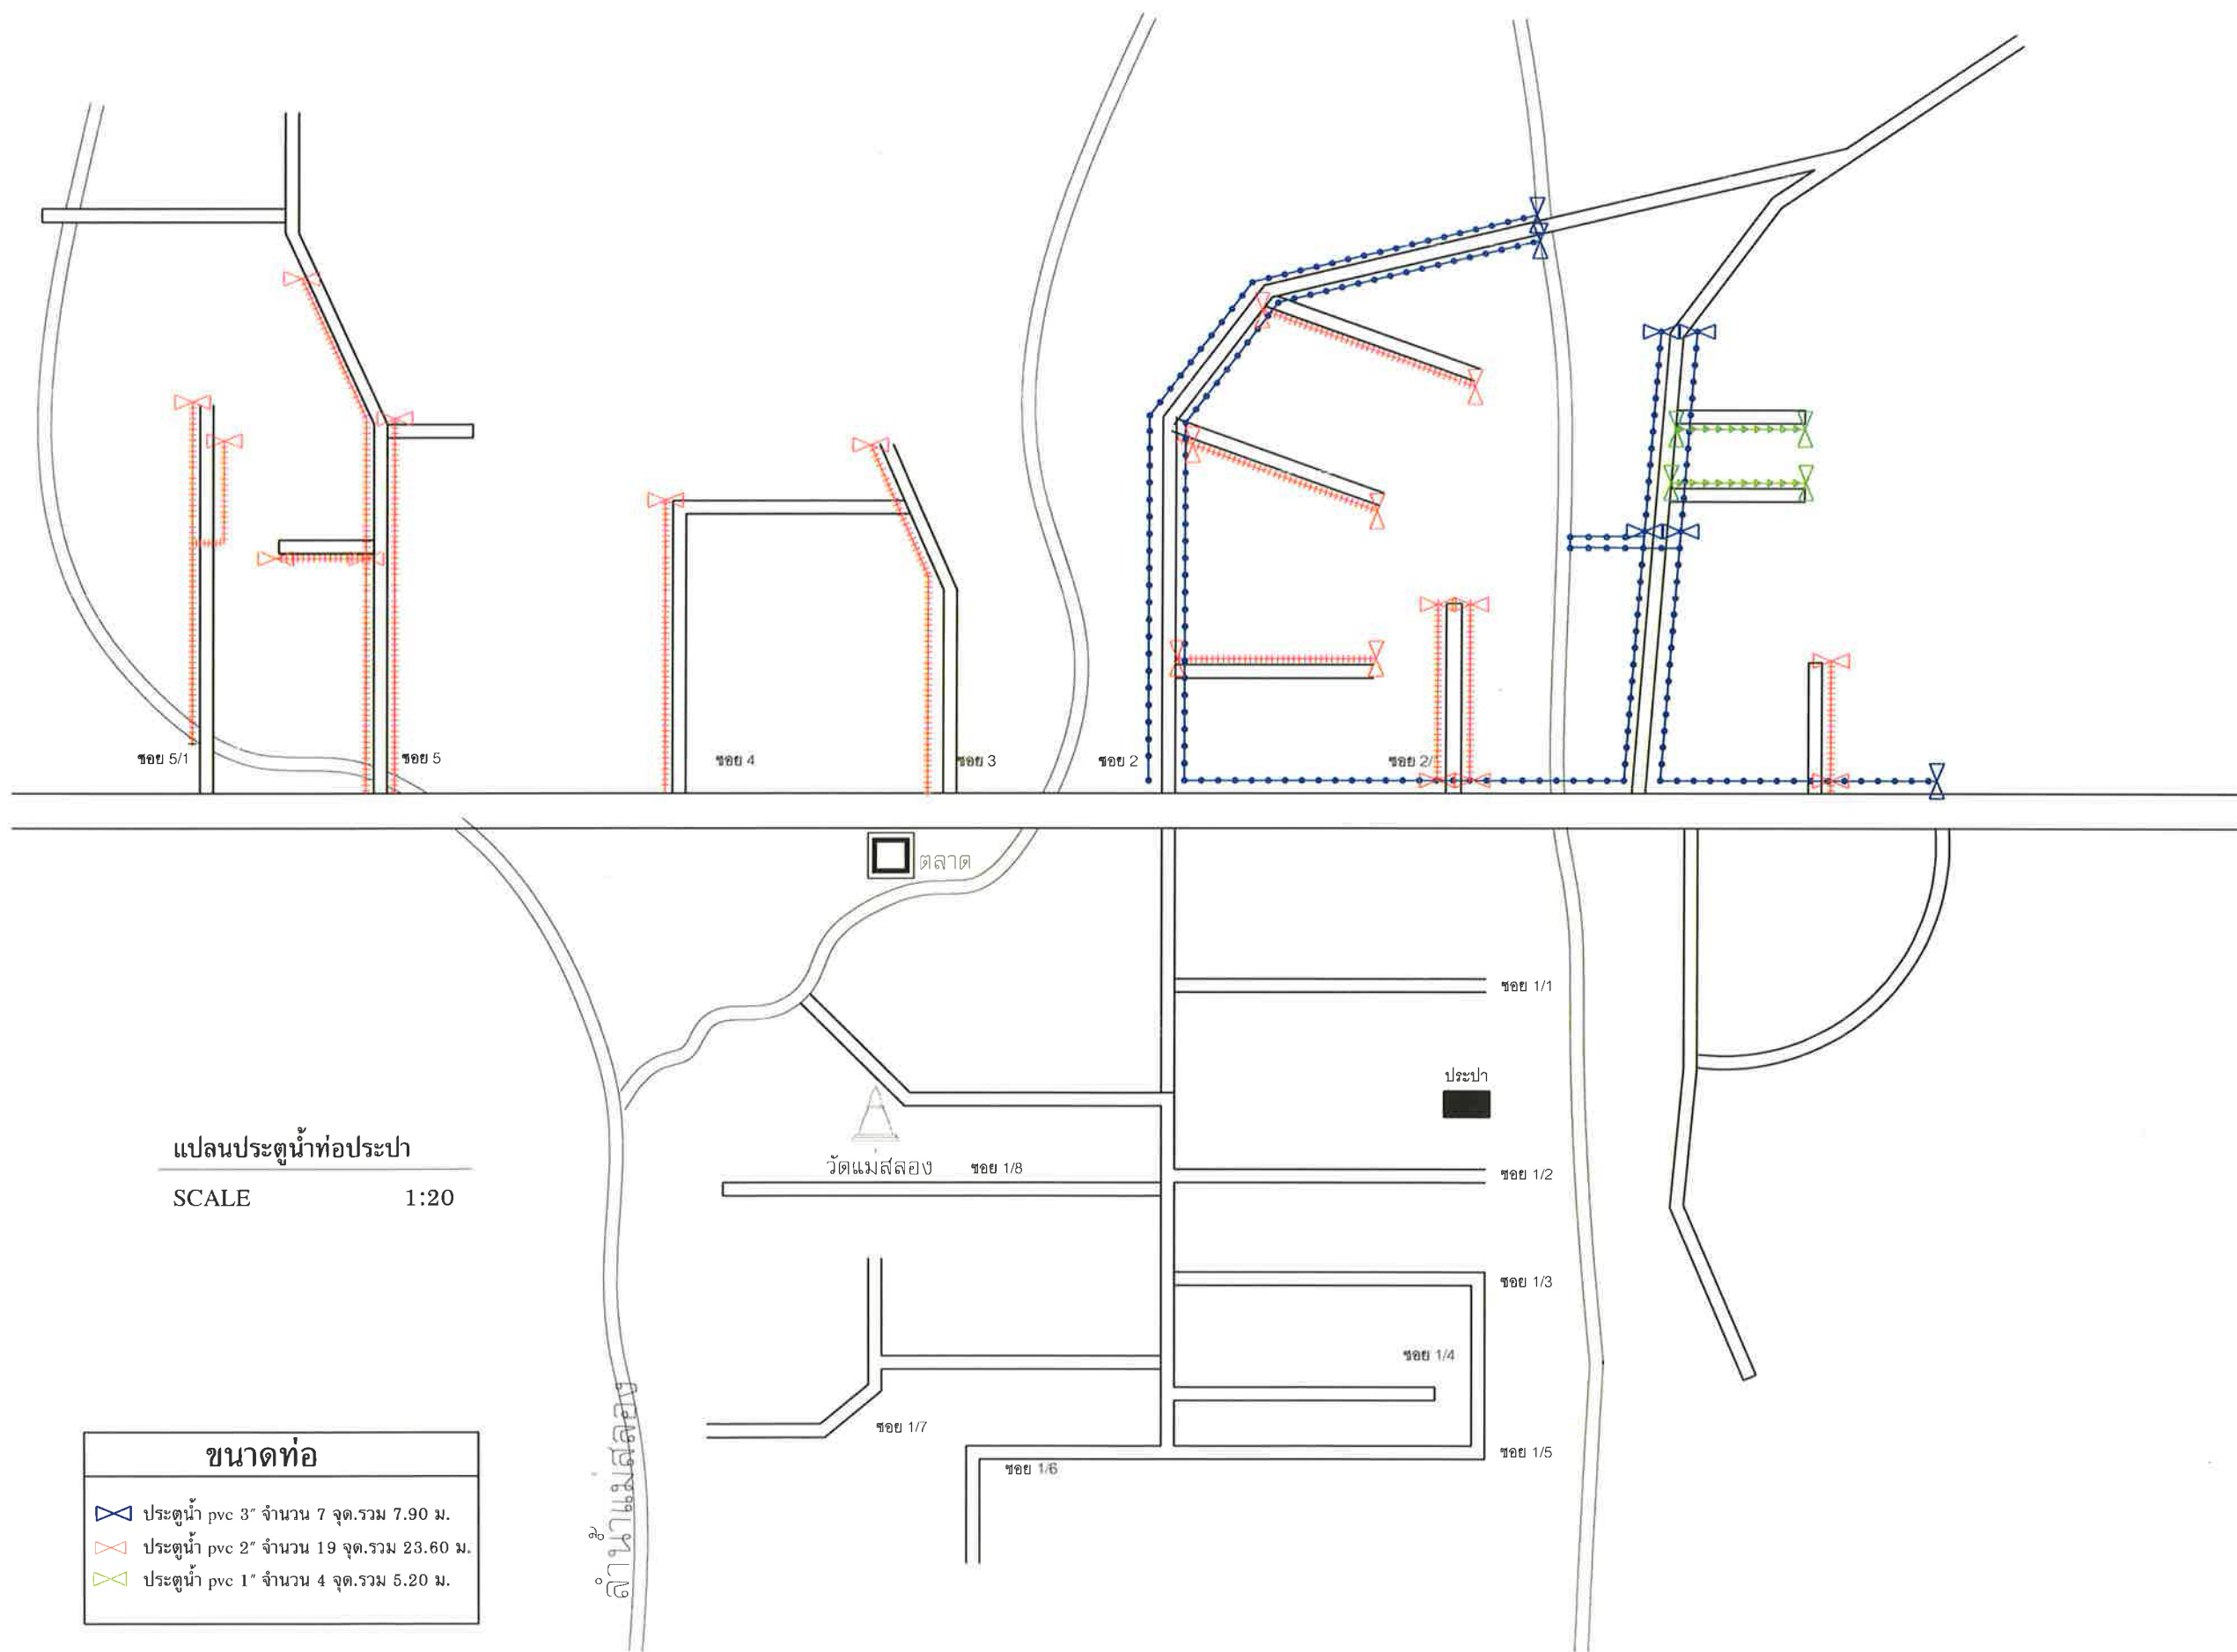 ซอย 5/1
ซอย 5
ซอย 4
ซอย 3
ซอย 2
ซอย 2/
ตลาด
ซอย 1/1
ประปา
แปลนประตูน้ำท่อประปา
SCALE 1:20
วัดแม่สลอง
ซอย 1/8
ซอย 1/2
ซอย 1/3
ซอย 1/4
ซอย 1/7
ซอย 1/5
ซอย 1/6
ลำน้ำแม่สลอง
ขนาดท่อ
ประตูน้ำ pvc 3" จำนวน 7 จุด.รวม 7.90 ม.
ประตูน้ำ pvc 2" จำนวน 19 จุด.รวม 23.60 ม.
ประตูน้ำ pvc 1" จำนวน 4 จุด.รวม 5.20 ม.